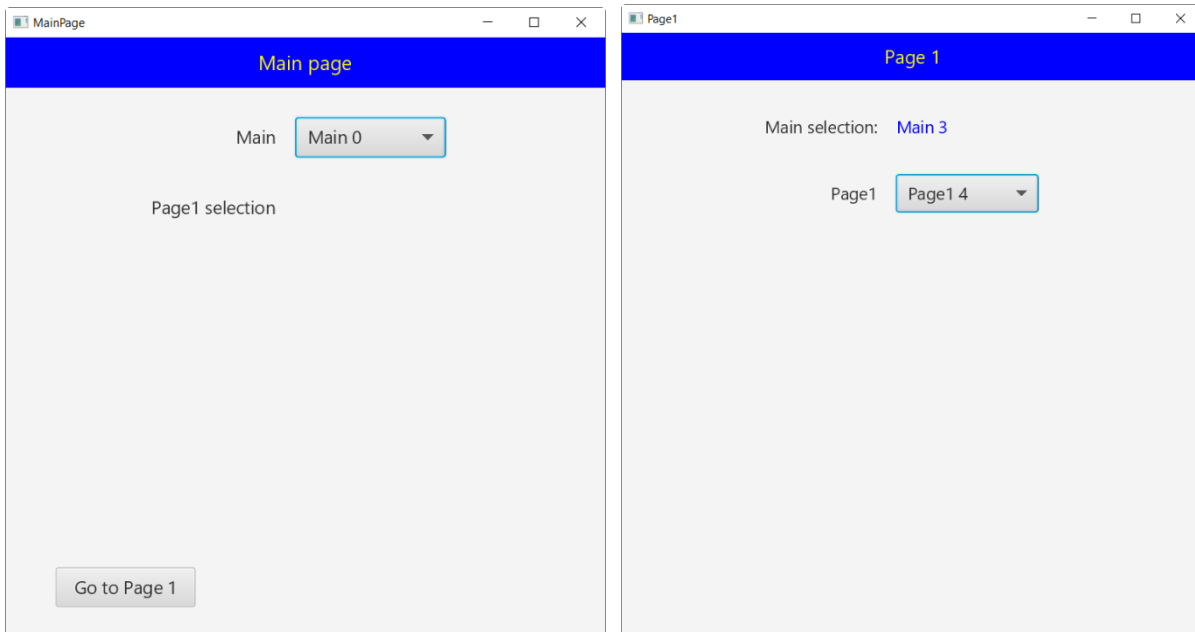 MainPage
Main page
Main Main 0
Page1 selection
Go to Page 1
Page1
Page 1
Main selection: Main 3
Page1 Page1 4